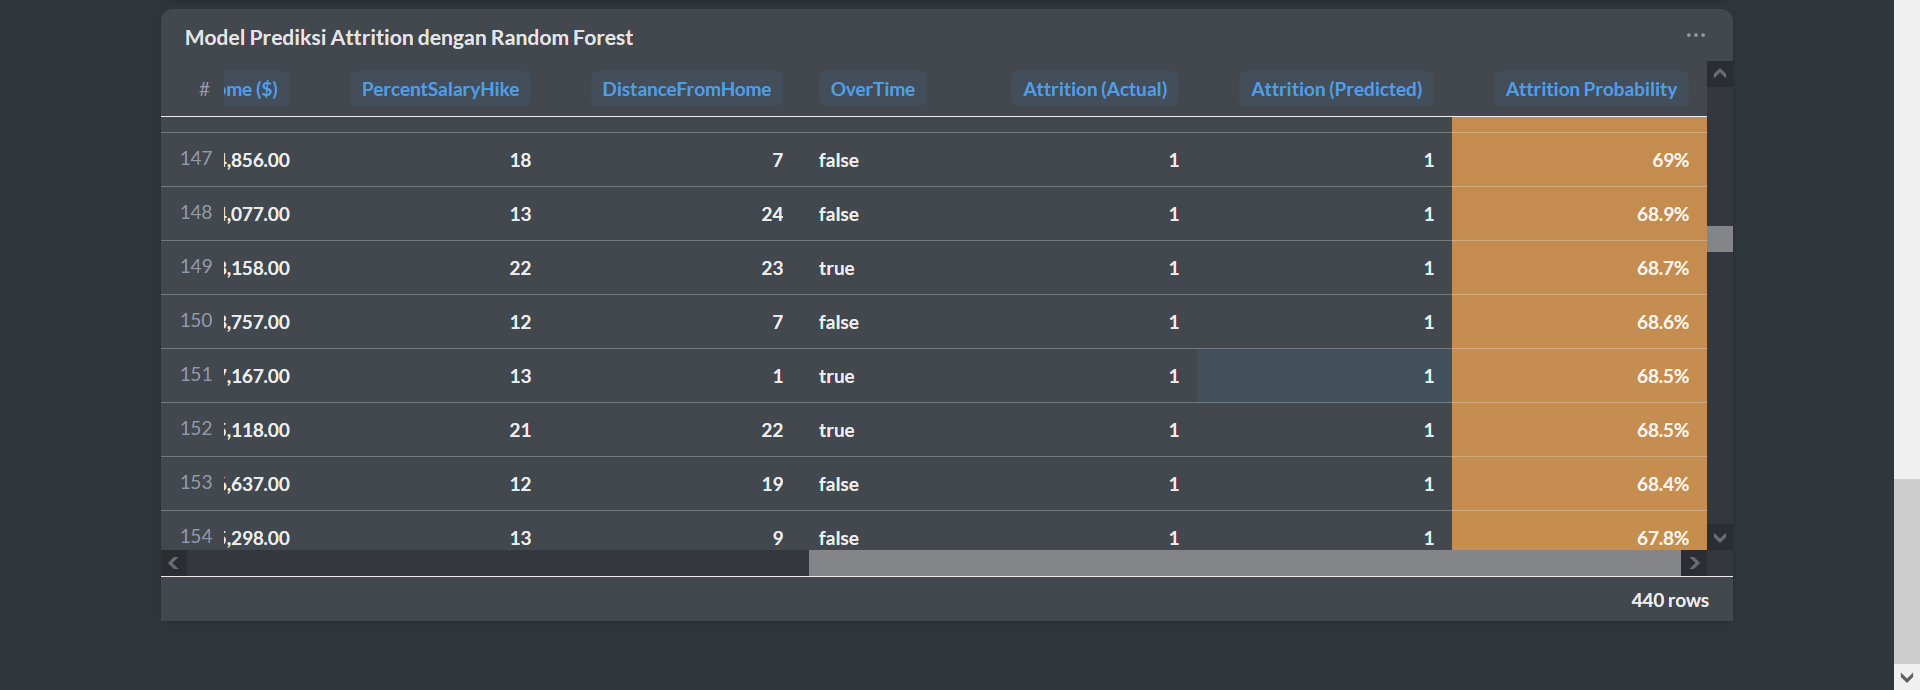 Model Prediksi Attrition dengan Random Forest
# ome ($) PercentSalaryHike DistanceFromHome OverTime Attrition (Actual) Attrition (Predicted) Attrition Probability
147 ,856.00 18 7 false 1 1 69%
148 ,077.00 13 24 false 1 1 68.9%
149 ,158.00 22 23 true 1 1 68.7%
150 ,757.00 12 7 false 1 1 68.6%
151 ,167.00 13 1 true 1 1 68.5%
152 ,118.00 21 22 true 1 1 68.5%
153 ,637.00 12 19 false 1 1 68.4%
154 ,298.00 13 9 false 1 1 67.8%
440 rows